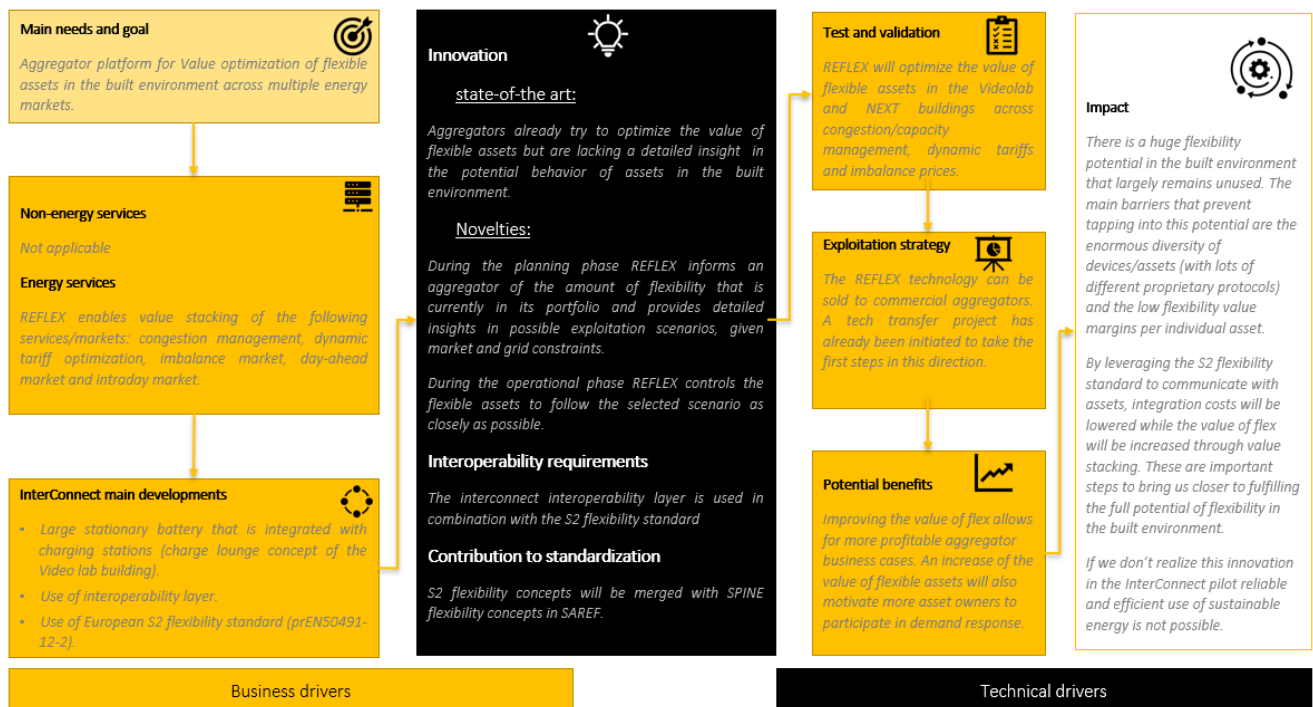 Main needs and goal
Aggregator platform for Value optimization of flexible
assets in the built environment across multiple energy
markets.
Non-energy services
Not applicable
Energy services
REFLEX enables value stacking of the following
services/markets: congestion management, dynamic
tariff optimization, imbalance market, day-ahead
market and intraday market.
InterConnect main developments
• Large stationary battery that is integrated with
charging stations (charge lounge concept of the
Video lab building).
• Use of interoperability layer.
• Use of European S2 flexibility standard (prEN50491-
12-2).
Innovation
state-of-the art:
Aggregators already try to optimize the value of
flexible assets but are lacking a detailed insight in
the potential behavior of assets in the built
environment.
Novelties:
During the planning phase REFLEX informs an
aggregator of the amount of flexibility that is
currently in its portfolio and provides detailed
insights in possible exploitation scenarios, given
market and grid constraints.
During the operational phase REFLEX controls the
flexible assets to follow the selected scenario as
closely as possible.
Interoperability requirements
The interconnect interoperability layer is used in
combination with the S2 flexibility standard
Contribution to standardization
S2 flexibility concepts will be merged with SPINE
flexibility concepts in SAREF.
Test and validation
REFLEX will optimize the value of
flexible assets in the Videolab
and NEXT buildings across
congestion/capacity
management, dynamic tariffs
and imbalance prices.
Exploitation strategy
The REFLEX technology can be
sold to commercial aggregators.
A tech transfer project has
already been initiated to take the
first steps in this direction.
Potential benefits
Improving the value of flex allows
for more profitable aggregator
business cases. An increase of the
value of flexible assets will also
motivate more asset owners to
participate in demand response.
Impact
There is a huge flexibility
potential in the built environment
that largely remains unused. The
main barriers that prevent
tapping into this potential are the
enormous diversity of
devices/assets (with lots of
different proprietary protocols)
and the low flexibility value
margins per individual asset.
By leveraging the S2 flexibility
standard to communicate with
assets, integration costs will be
lowered while the value of flex
will be increased through value
stacking. These are important
steps to bring us closer to fulfilling
the full potential of flexibility in
the built environment.
If we don't realize this innovation
in the InterConnect pilot reliable
and efficient use of sustainable
energy is not possible.
Business drivers
Technical drivers